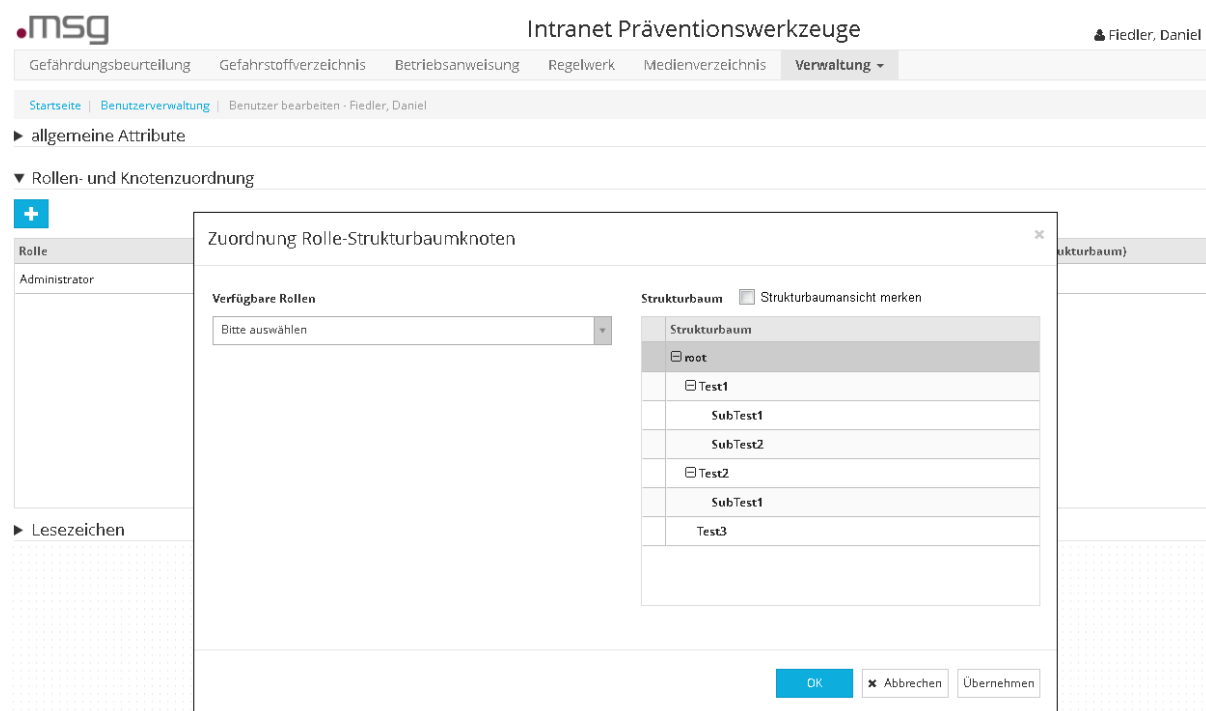 .msg
Intranet Präventionswerkzeuge
Fiedler, Daniel
Gefährdungsbeurteilung Gefahrstoffverzeichnis Betriebsanweisung Regelwerk Medienverzeichnis Verwaltung
Startseite | Benutzerverwaltung | Benutzer bearbeiten - Fiedler, Daniel
allgemeine Attribute
Rollen- und Knotenzuordnung
+
Rolle
ukturbaum)
Administrator
Zuordnung Rolle-Strukturbaumknoten ×
Verfügbare Rollen
Bitte auswählen
Strukturbaum Strukturbaumansicht merken
Strukturbaum
root
Test1
SubTest1
SubTest2
Test2
SubTest1
Test3
Lesezeichen
OK Abbrechen Übernehmen